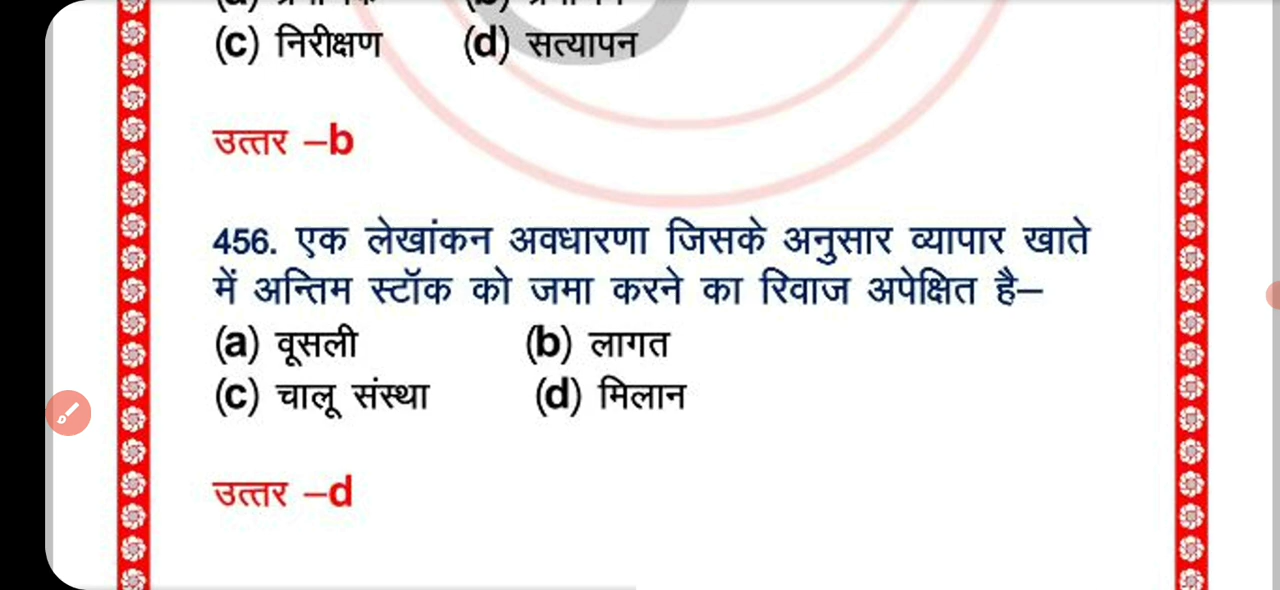 (c) निरीक्षण (d) सत्यापन
उत्तर –b
456. एक लेखांकन अवधारणा जिसके अनुसार व्यापार खाते
में अन्तिम स्टॉक को जमा करने का रिवाज अपेक्षित है–
(a) वूसली (b) लागत
(c) चालू संस्था (d) मिलान
उत्तर –d